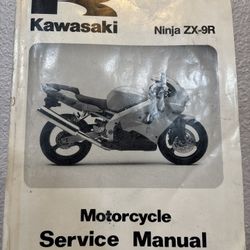 Kawasaki
Ninja ZX-9R
Motorcycle
Service Manual